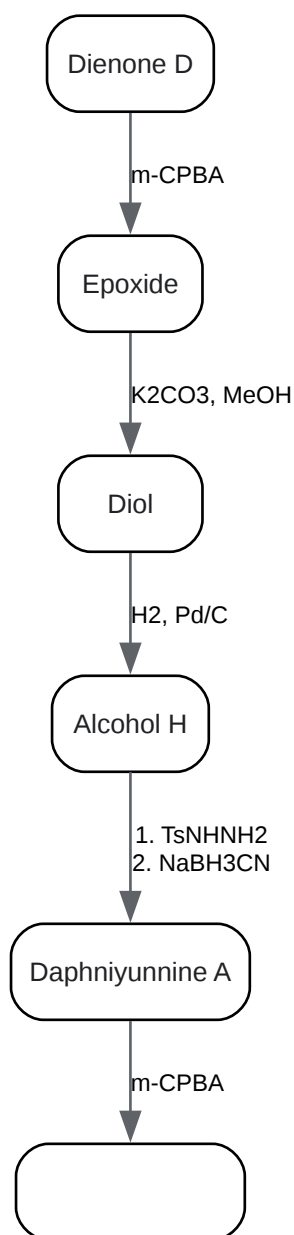 Dienone D
m-CPBA
Epoxide
K2CO3, MeOH
Diol
H2, Pd/C
Alcohol H
1. TsNHNH2
2. NaBH3CN
Daphniyunnine A
m-CPBA